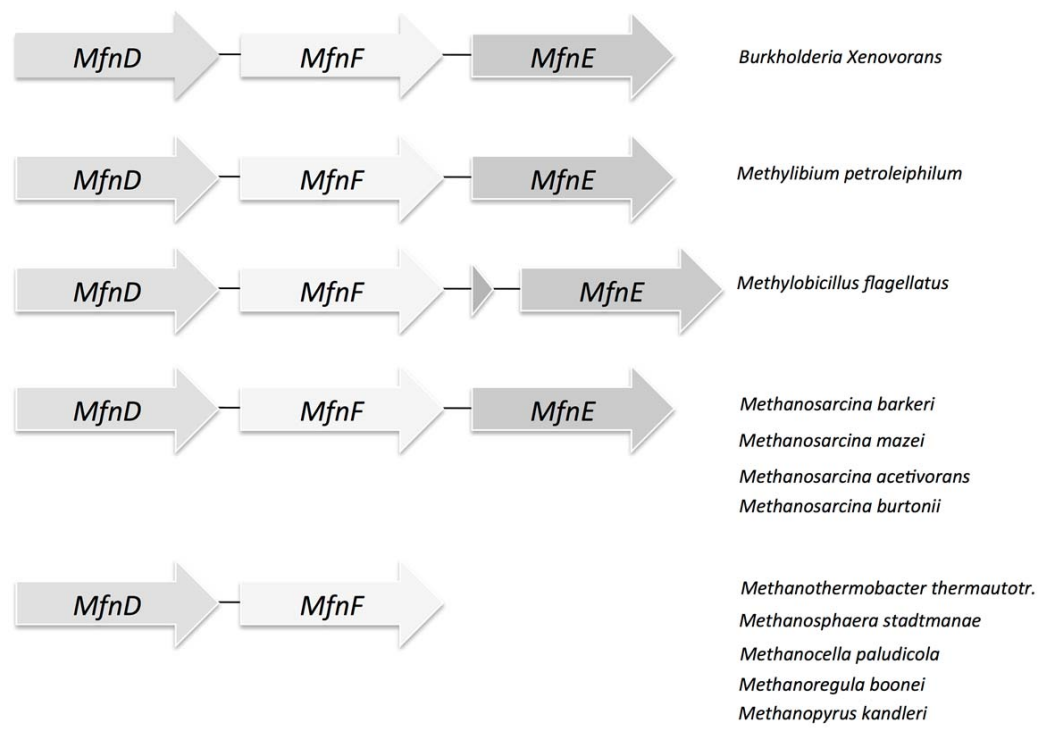 MfnD MfnF MfnE Burkholderia Xenovorans
MfnD MfnF MfnE Methylibium petroleiphilum
MfnD MfnF MfnE Methylobicillus flagellatus
MfnD MfnF MfnE Methanosarcina barkeri
Methanosarcina mazei
Methanosarcina acetivorans
Methanosarcina burtonii
MfnD MfnF Methanothermobacter thermautotr.
Methanosphaera stadtmanae
Methanocella paludicola
Methanoregula boonei
Methanopyrus kandleri